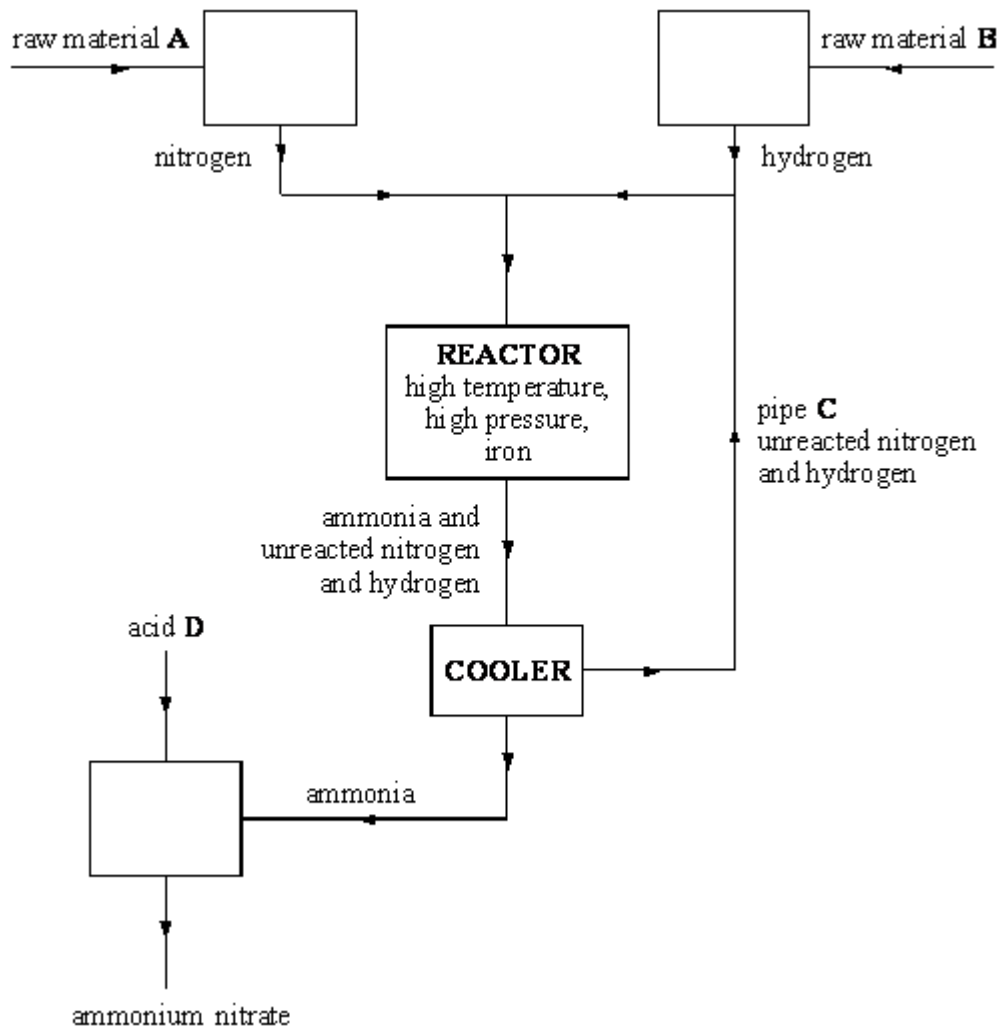 raw material A
raw material B
nitrogen
hydrogen
REACTOR
high temperature,
high pressure,
iron
pipe C
unreacted nitrogen
and hydrogen
ammonia and
unreacted nitrogen
and hydrogen
acid D
COOLER
ammonia
ammonium nitrate